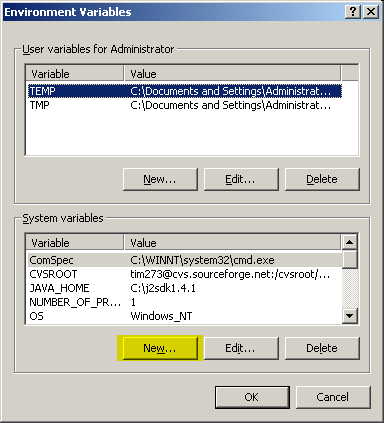 Environment Variables
User variables for Administrator
Variable Value
TEMP C:\Documents and Settings\Administrat...
TMP C:\Documents and Settings\Administrat...
New... Edit... Delete
System variables
Variable Value
ComSpec C:\WINNT\system32\cmd.exe
CVSROOT tim273@cvs.sourceforge.net:/cvsroot/...
JAVA_HOME C:\j2sdk1.4.1
NUMBER_OF_PR... 1
OS Windows_NT
New... Edit... Delete
OK Cancel